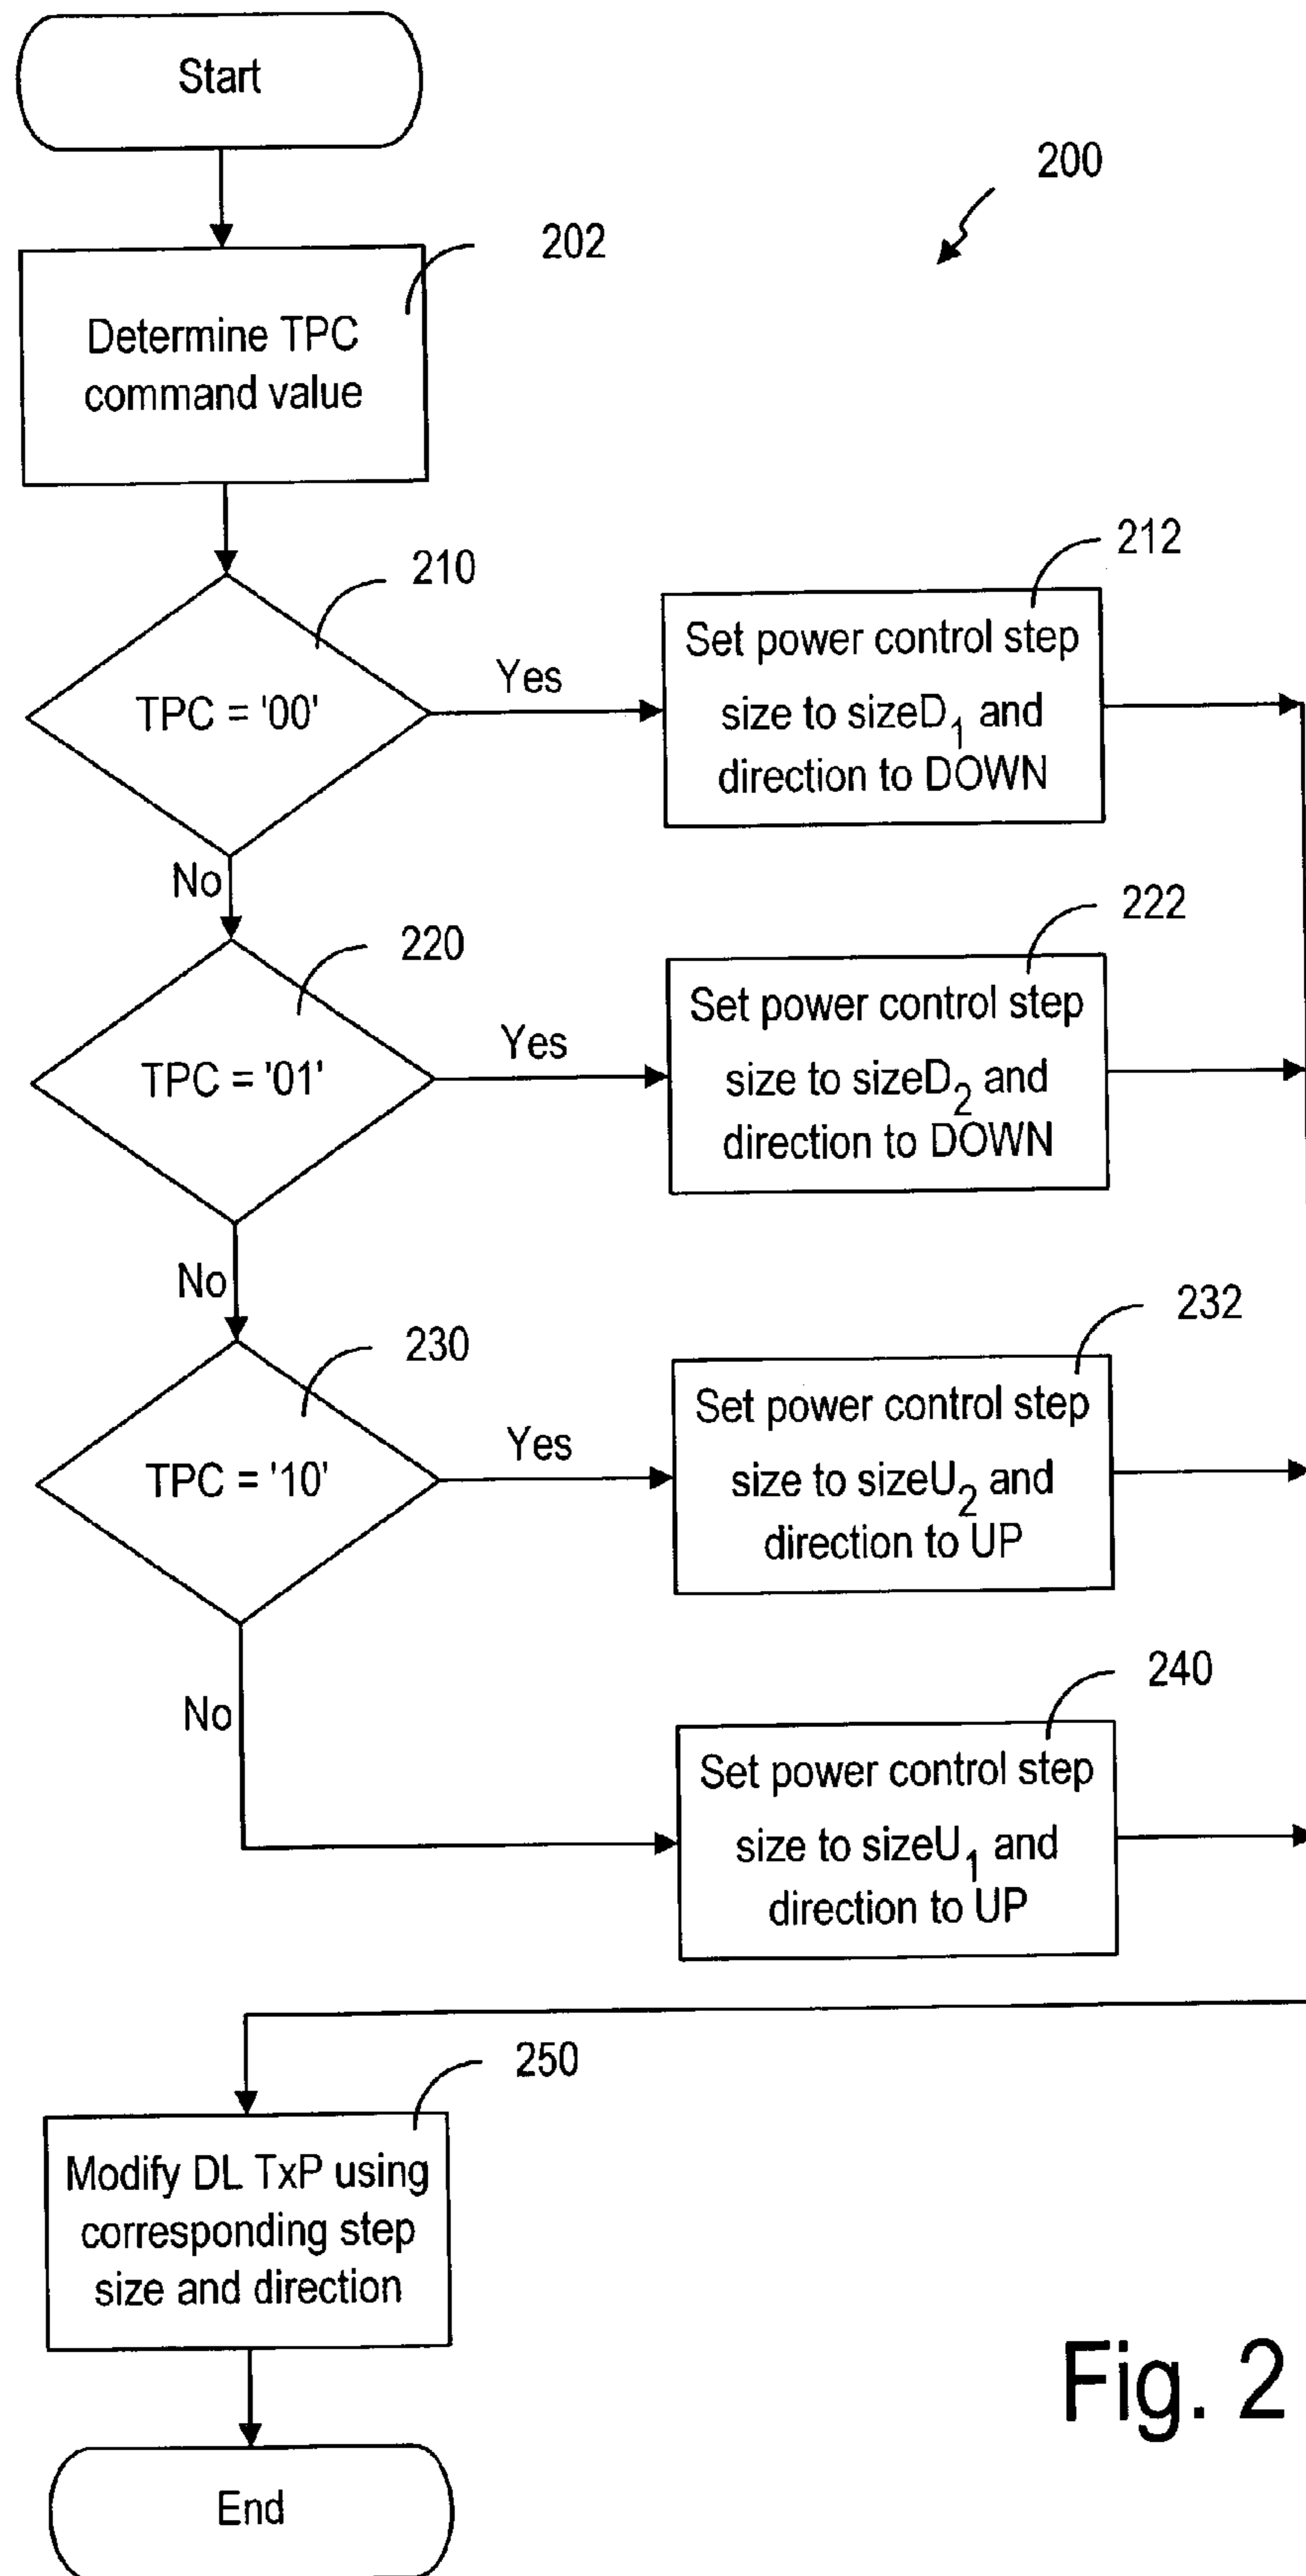 Start
200
202
Determine TPC
command value
210
TPC = '00'
Yes
212
Set power control step
size to sizeD₁ and
direction to DOWN
No
220
TPC = '01'
Yes
222
Set power control step
size to sizeD₂ and
direction to DOWN
No
230
TPC = '10'
Yes
232
Set power control step
size to sizeU₂ and
direction to UP
No
240
Set power control step
size to sizeU₁ and
direction to UP
250
Modify DL TxP using
corresponding step
size and direction
End
Fig. 2